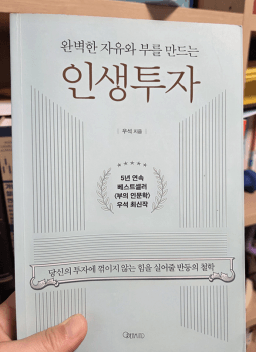 완벽한 자유와 부를 만드는
인생투자
우석 지음
5년 연속
베스트셀러
〈부의 인문학〉
우석 최신작
당신의 투자에 꺾이지 않는 힘을 실어줄 반등의 철학